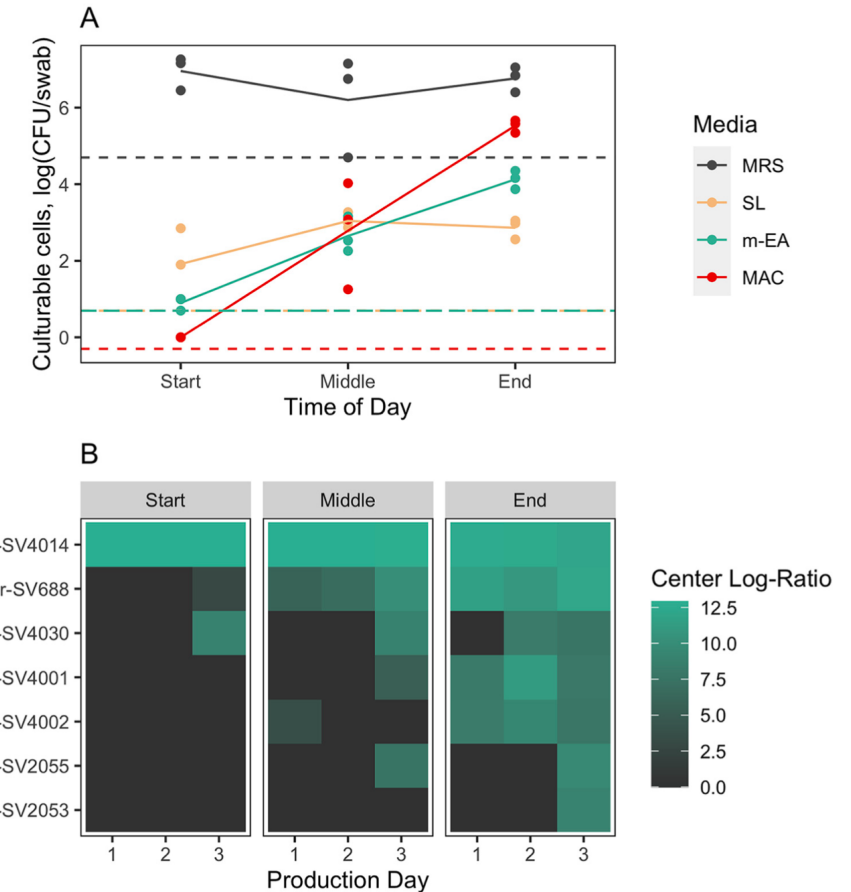 A
Culturable cells, log(CFU/swab)
6
4
2
0
Start Middle End
Time of Day
Media
MRS
SL
m-EA
MAC
B
Start Middle End
-SV4014
r-SV688
-SV4030
-SV4001
-SV4002
-SV2055
-SV2053
1 2 3 1 2 3 1 2 3
Production Day
Center Log-Ratio
12.5
10.0
7.5
5.0
2.5
0.0